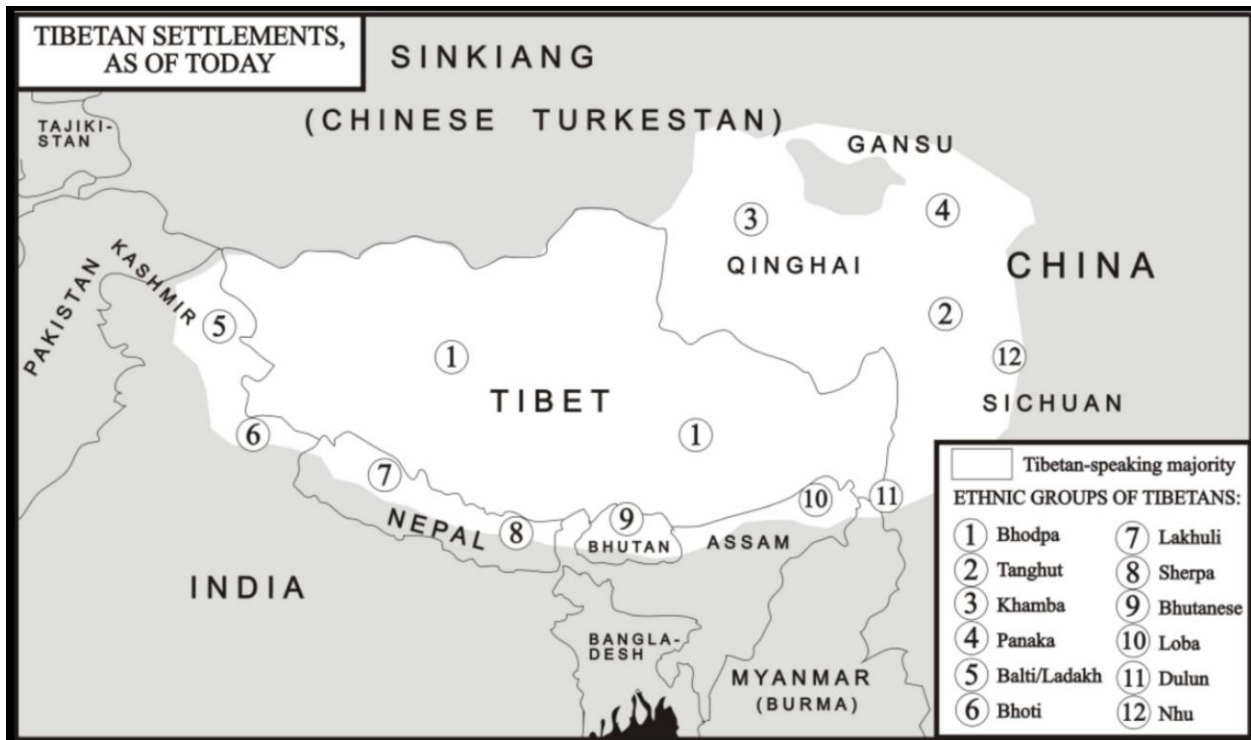 TIBETAN SETTLEMENTS,
AS OF TODAY
SINKIANG
(CHINESE TURKESTAN)
TAJIKI-
STAN
GANSU
KASHMIR
PAKISTAN
3
4
QINGHAI
CHINA
5
2
1
12
TIBET
SICHUAN
6
1
7
10
11
NEPAL
8
9
BHUTAN
ASSAM
INDIA
BANGLA-
DESH
MYANMAR
(BURMA)
Tibetan-speaking majority
ETHNIC GROUPS OF TIBETANS:
1 Bhodpa
2 Tanghut
3 Khamba
4 Panaka
5 Balti/Ladakh
6 Bhoti
7 Lakhuli
8 Sherpa
9 Bhutanese
10 Loba
11 Dulun
12 Nhu